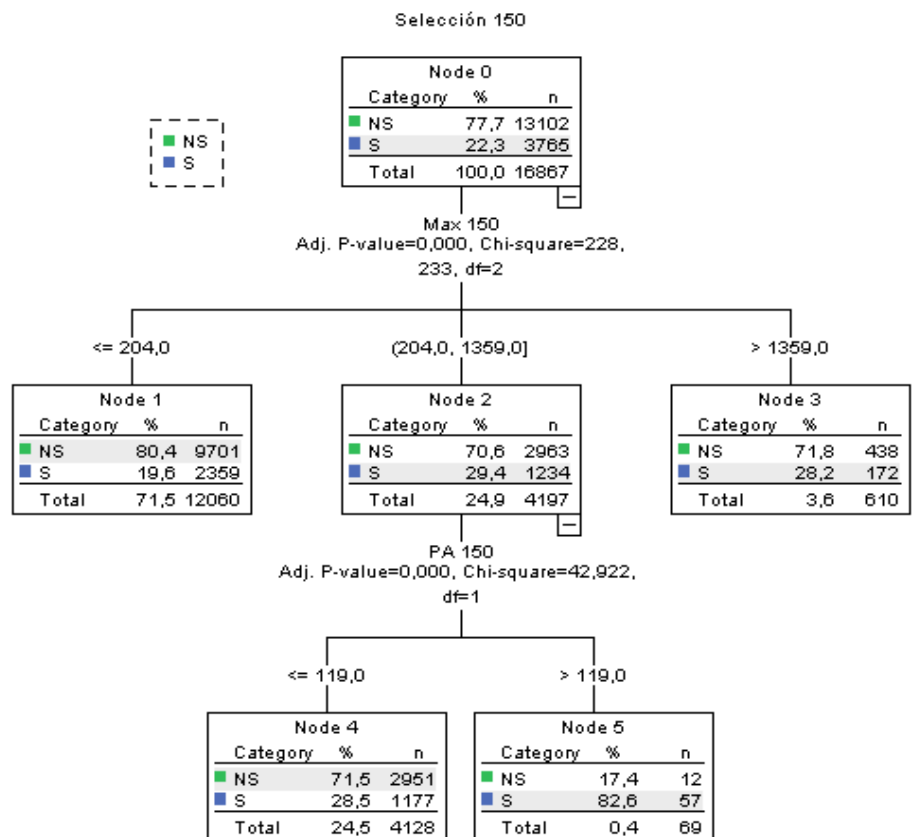 Selección 150
NS
S
Node 0
Category % n
NS 77,7 13102
S 22,3 3765
Total 100,0 16867
Max 150
Adj. P-value=0,000, Chi-square=228,
233, df=2
<= 204,0
(204,0, 1359,0]
> 1359,0
Node 1
Category % n
NS 80,4 9701
S 19,6 2359
Total 71,5 12060
Node 2
Category % n
NS 70,6 2963
S 29,4 1234
Total 24,9 4197
Node 3
Category % n
NS 71,8 438
S 28,2 172
Total 3,6 610
PA 150
Adj. P-value=0,000, Chi-square=42,922,
df=1
<= 119,0
> 119,0
Node 4
Category % n
NS 71,5 2951
S 28,5 1177
Total 24,5 4128
Node 5
Category % n
NS 17,4 12
S 82,6 57
Total 0,4 69